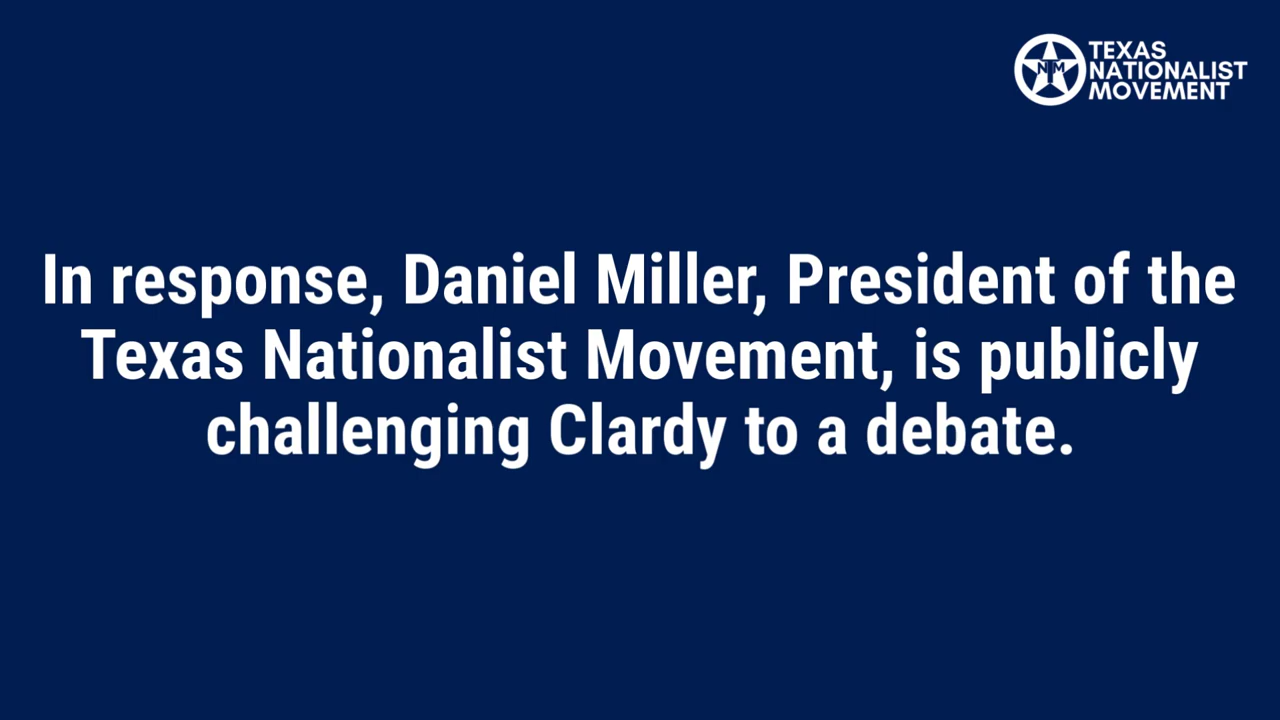 TEXAS
NATIONALIST
MOVEMENT
TNM
In response, Daniel Miller, President of the
Texas Nationalist Movement, is publicly
challenging Clardy to a debate.